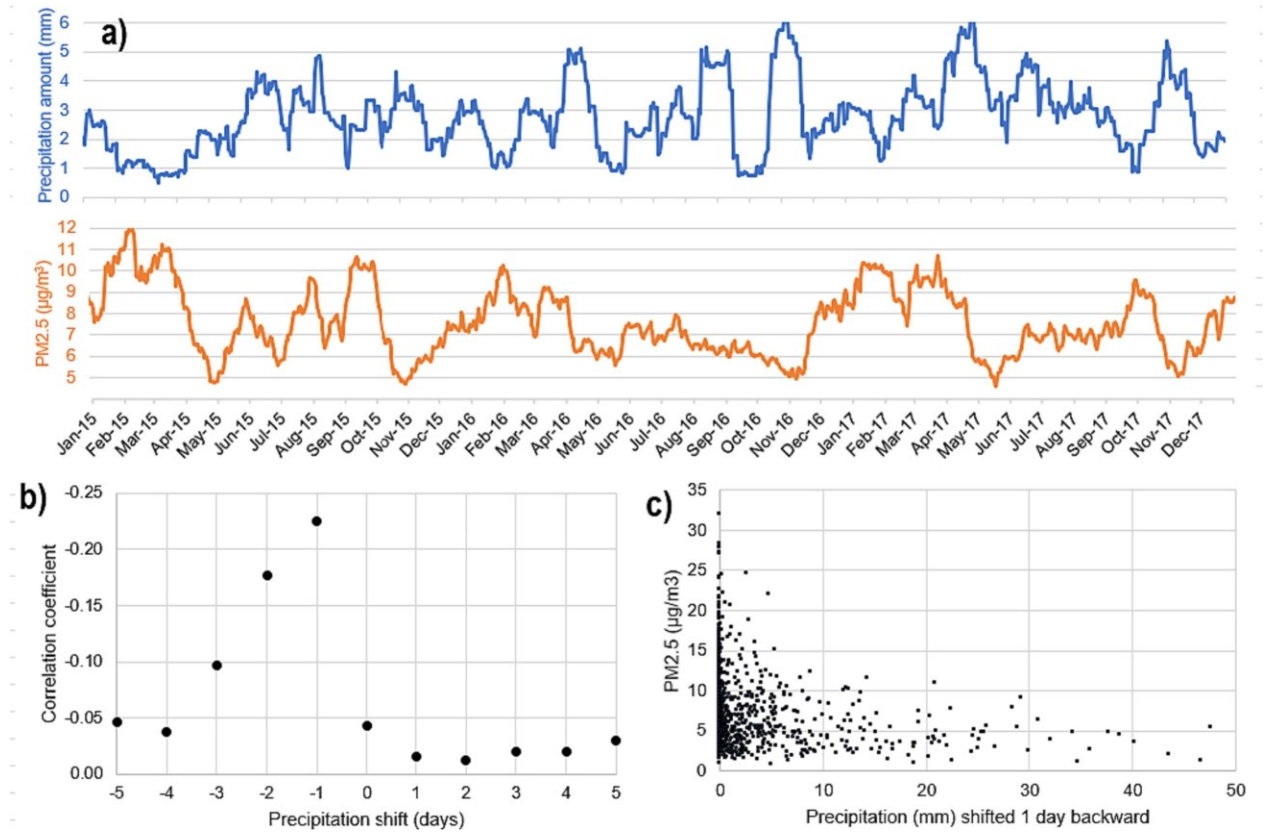 a)
Precipitation amount (mm)
6
5
4
3
2
1
0
PM2.5 (µg/m³)
12
11
10
9
8
7
6
5
Jan-15 Feb-15 Mar-15 Apr-15 May-15 Jun-15 Jul-15 Aug-15 Sep-15 Oct-15 Nov-15 Dec-15 Jan-16 Feb-16 Mar-16 Apr-16 May-16 Jun-16 Jul-16 Aug-16 Sep-16 Oct-16 Nov-16 Dec-16 Jan-17 Feb-17 Mar-17 Apr-17 May-17 Jun-17 Jul-17 Aug-17 Sep-17 Oct-17 Nov-17 Dec-17
b)
Correlation coefficient
-0.25
-0.20
-0.15
-0.10
-0.05
0.00
-5 -4 -3 -2 -1 0 1 2 3 4 5
Precipitation shift (days)
c)
PM2.5 (µg/m3)
35
30
25
20
15
10
5
0
0 10 20 30 40 50
Precipitation (mm) shifted 1 day backward